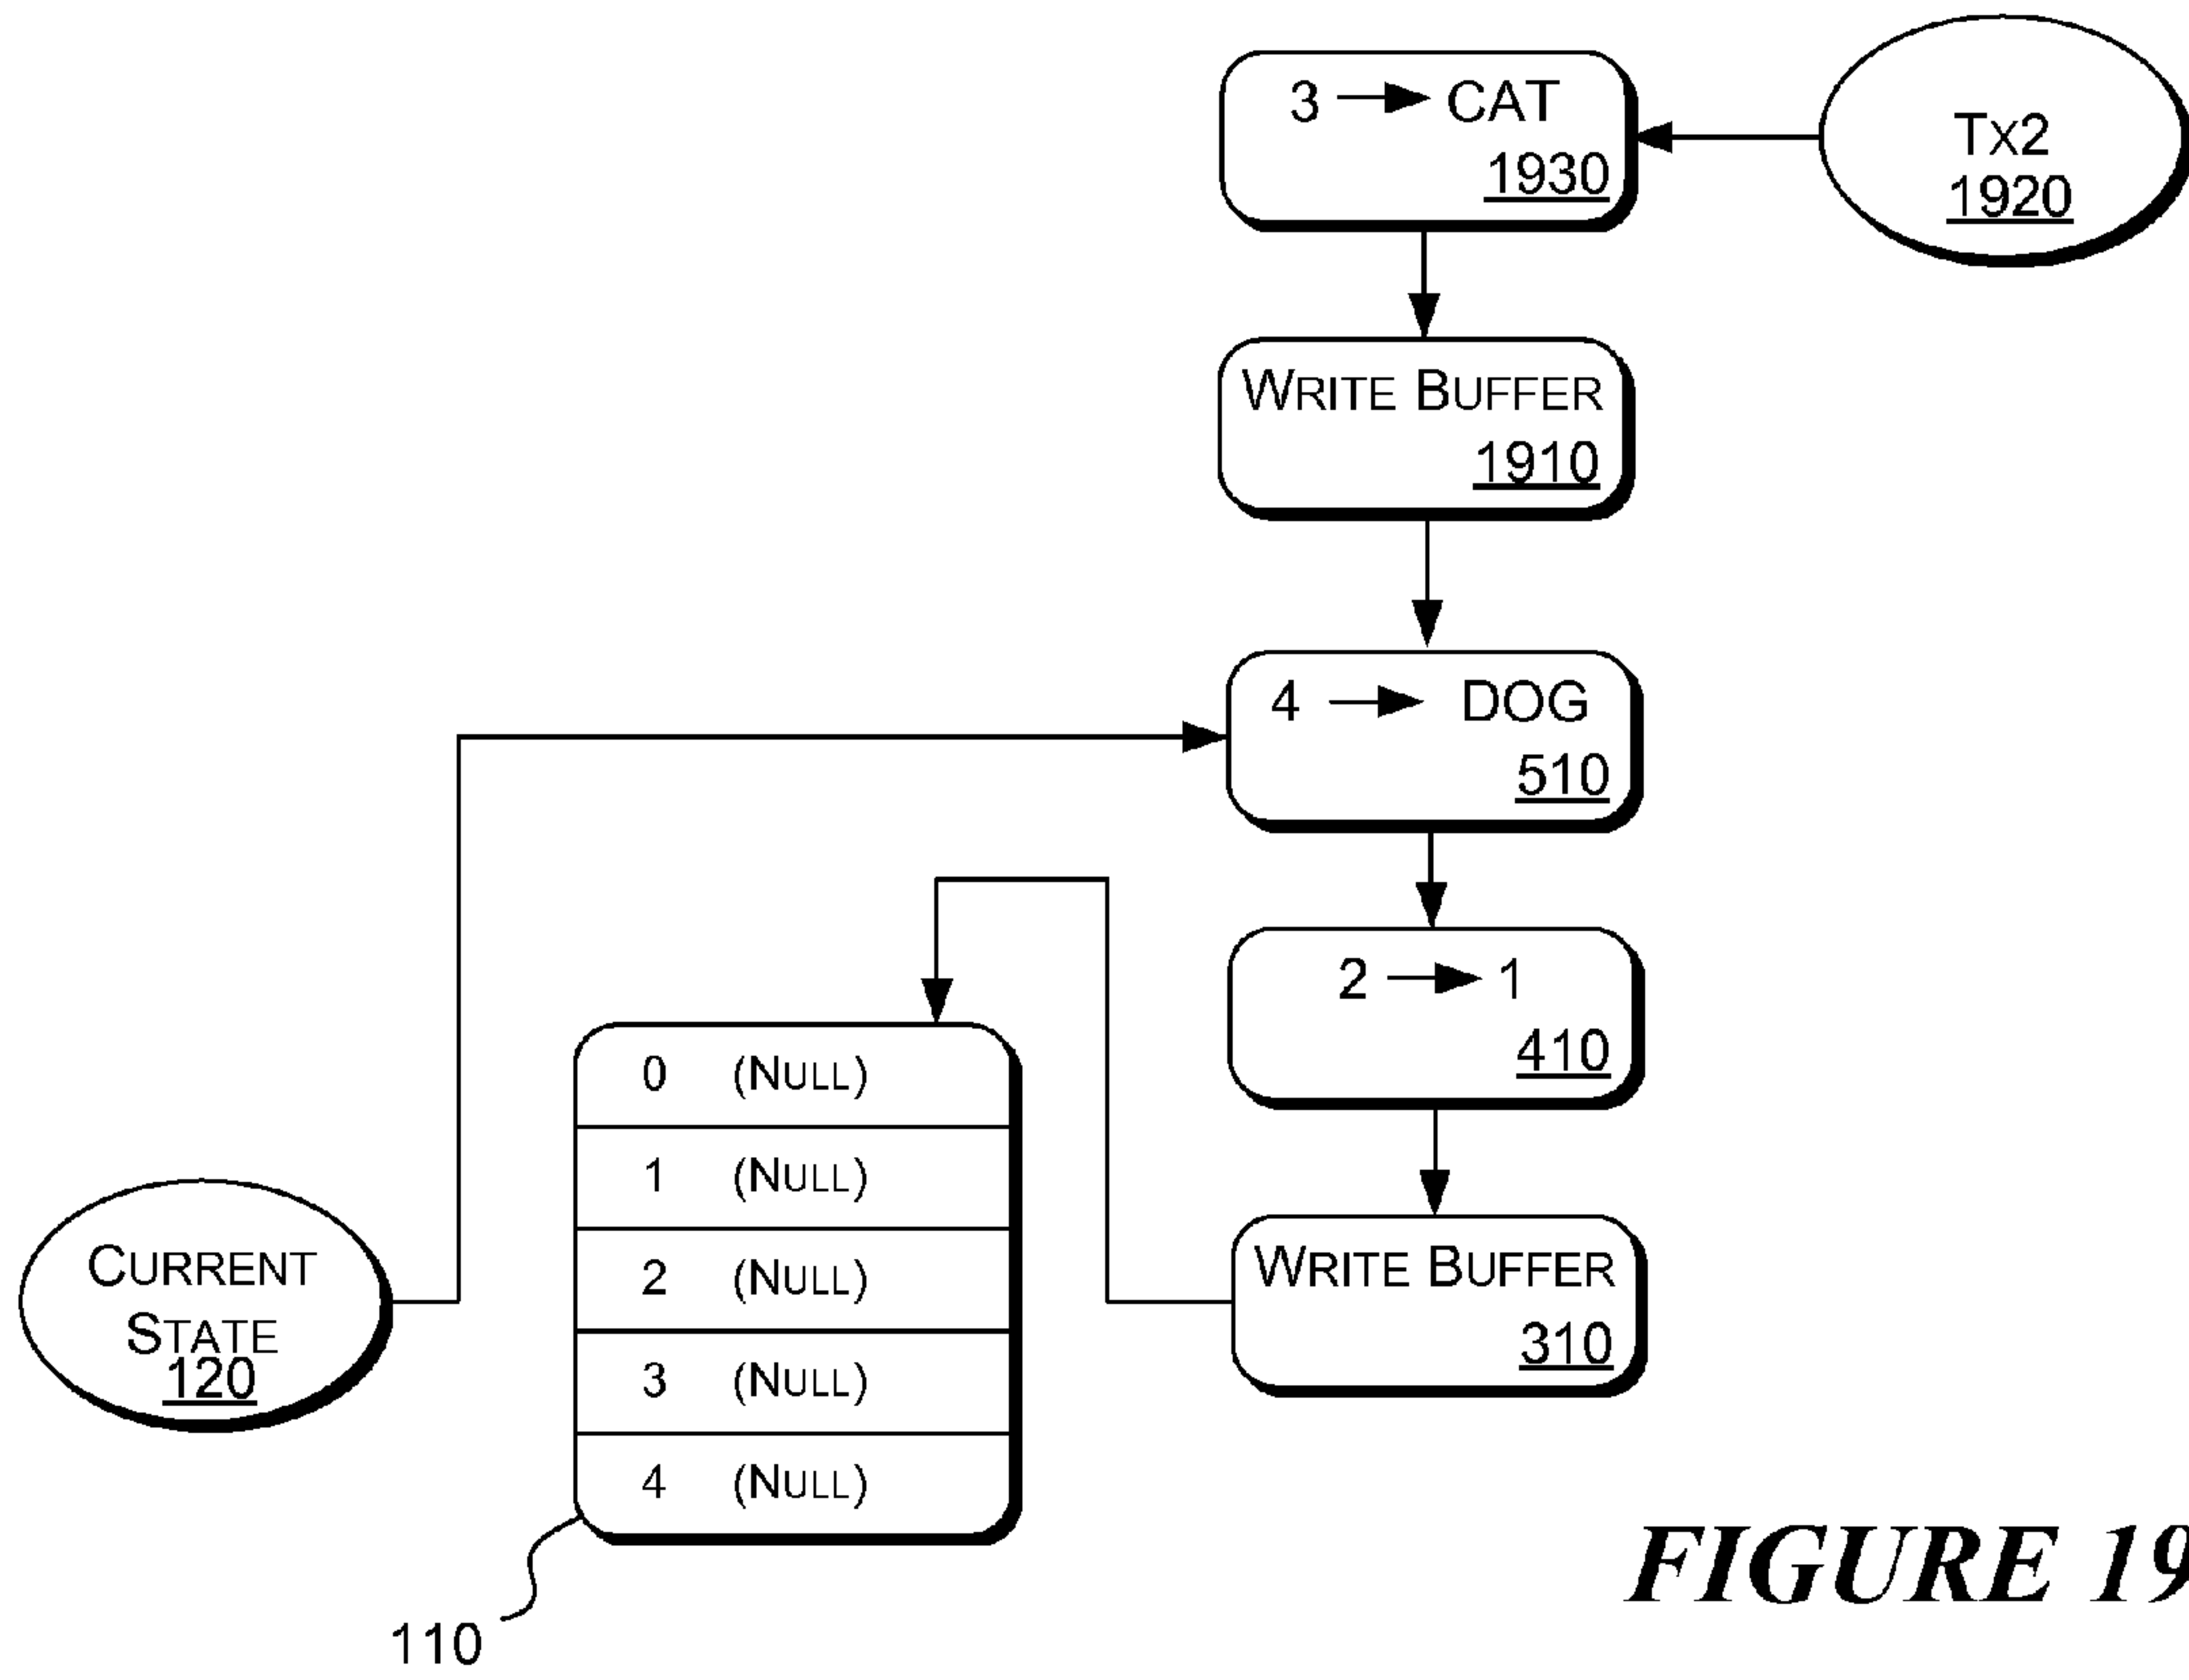 3 → CAT
1930
TX2
1920
WRITE BUFFER
1910
4 → DOG
510
2 → 1
410
0 (NULL)
1 (NULL)
2 (NULL)
3 (NULL)
4 (NULL)
WRITE BUFFER
310
CURRENT
STATE
120
110
FIGURE 19